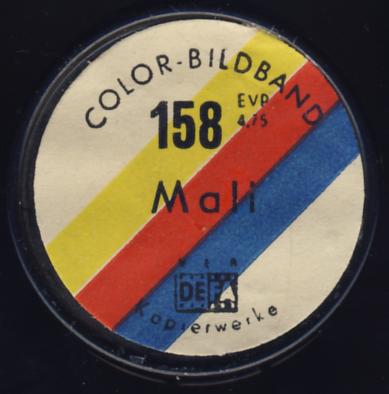 COLOR-BILDBAND
158 EVP 4,75
Mali
VEB
DEFA
Kopierwerke